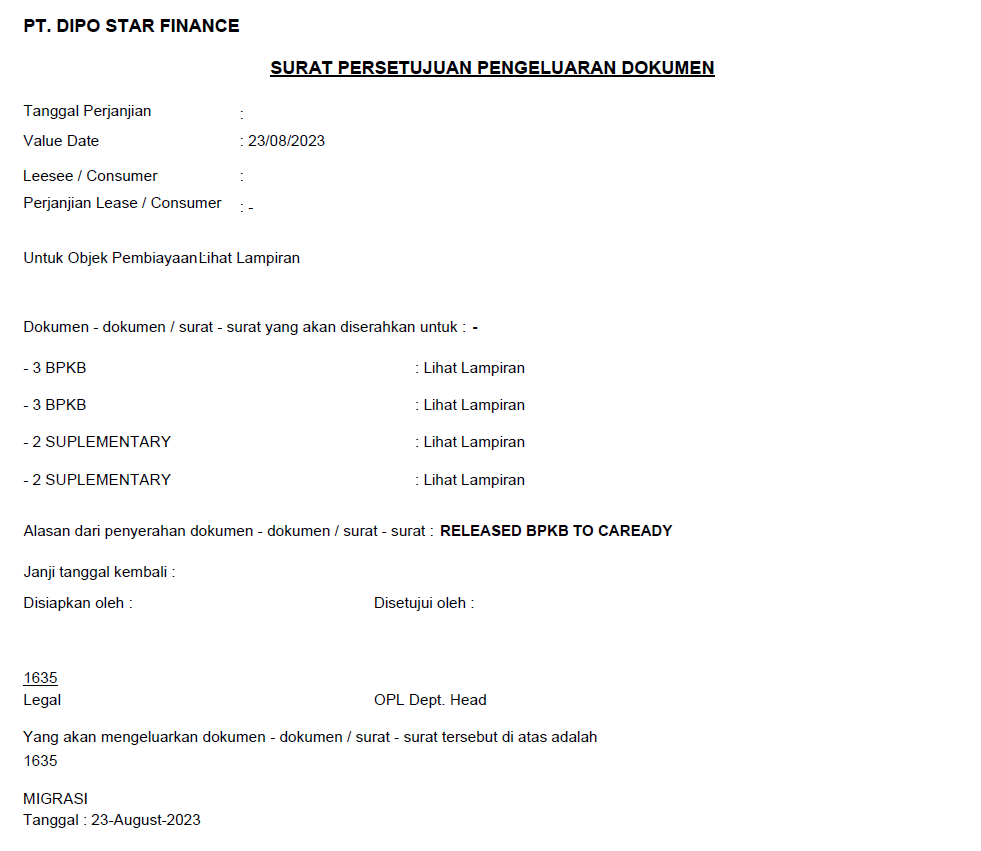 PT. DIPO STAR FINANCE
SURAT PERSETUJUAN PENGELUARAN DOKUMEN
Tanggal Perjanjian :
Value Date : 23/08/2023
Leesee / Consumer :
Perjanjian Lease / Consumer : -
Untuk Objek Pembiayaan: Lihat Lampiran
Dokumen - dokumen / surat - surat yang akan diserahkan untuk : -
- 3 BPKB : Lihat Lampiran
- 3 BPKB : Lihat Lampiran
- 2 SUPLEMENTARY : Lihat Lampiran
- 2 SUPLEMENTARY : Lihat Lampiran
Alasan dari penyerahan dokumen - dokumen / surat - surat : RELEASED BPKB TO CAREADY
Janji tanggal kembali :
Disiapkan oleh : Disetujui oleh :
1635
Legal OPL Dept. Head
Yang akan mengeluarkan dokumen - dokumen / surat - surat tersebut di atas adalah
1635
MIGRASI
Tanggal : 23-August-2023